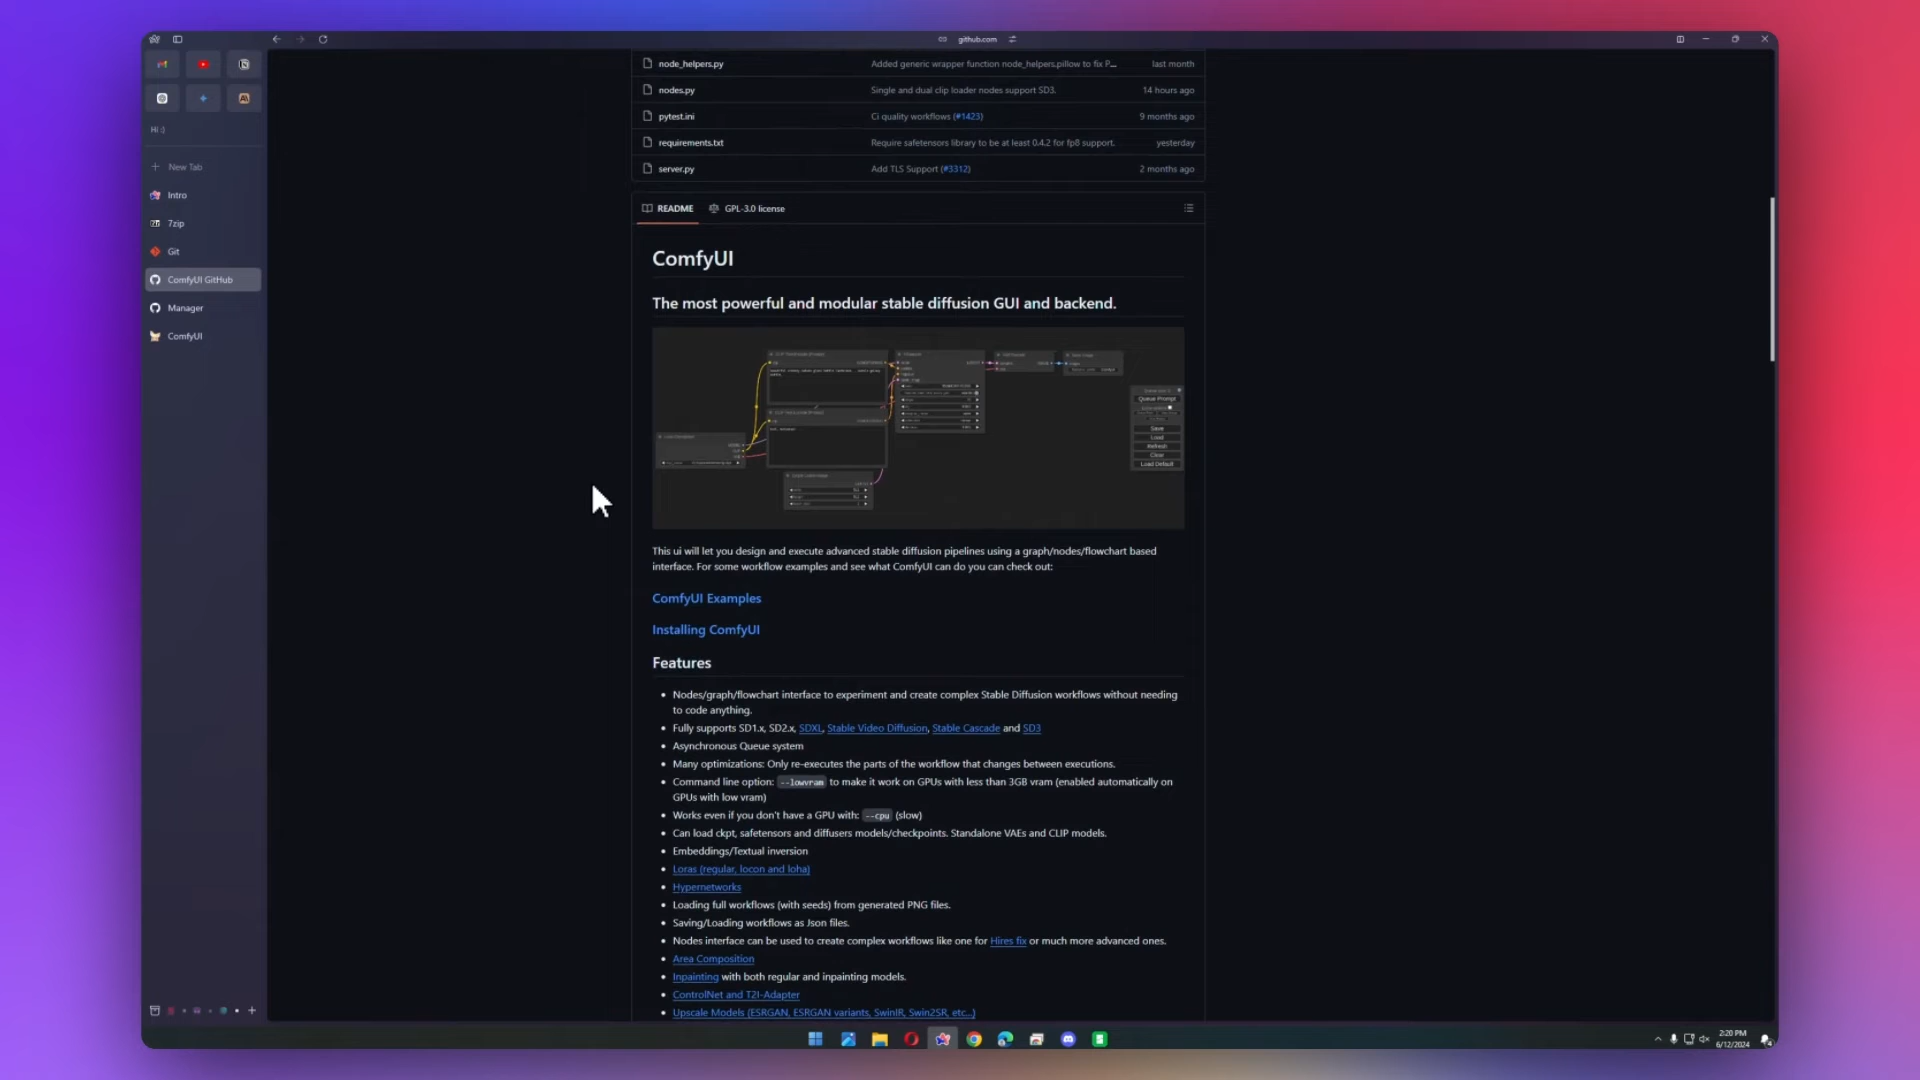 github.com
Hi :)
New Tab
Intro
7zip
Git
ComfyUI GitHub
Manager
ComfyUI
node_helpers.py Added generic wrapper function node_helpers.pillow to fix P... last month
nodes.py Single and dual clip loader nodes support SD3. 14 hours ago
pytest.ini Ci quality workflows (#1423) 9 months ago
requirements.txt Require safetensors library to be at least 0.4.2 for fp8 support. yesterday
server.py Add TLS Support (#3312) 2 months ago
README GPL-3.0 license
ComfyUI
The most powerful and modular stable diffusion GUI and backend.
Queue Prompt
Save
Load
Refresh
Clear
Load Default
This ui will let you design and execute advanced stable diffusion pipelines using a graph/nodes/flowchart based
interface. For some workflow examples and see what ComfyUI can do you can check out:
ComfyUI Examples
Installing ComfyUI
Features
Nodes/graph/flowchart interface to experiment and create complex Stable Diffusion workflows without needing
to code anything.
Fully supports SD1.x, SD2.x, SDXL, Stable Video Diffusion, Stable Cascade and SD3
Asynchronous Queue system
Many optimizations: Only re-executes the parts of the workflow that changes between executions.
Command line option: --lowvram to make it work on GPUs with less than 3GB vram (enabled automatically on
GPUs with low vram)
Works even if you don't have a GPU with: --cpu (slow)
Can load ckpt, safetensors and diffusers models/checkpoints. Standalone VAEs and CLIP models.
Embeddings/Textual inversion
Loras (regular, locon and loha)
Hypernetworks
Loading full workflows (with seeds) from generated PNG files.
Saving/Loading workflows as Json files.
Nodes interface can be used to create complex workflows like one for Hires fix or much more advanced ones.
Area Composition
Inpainting with both regular and inpainting models.
ControlNet and T2I-Adapter
Upscale Models (ESRGAN, ESRGAN variants, SwinIR, Swin2SR, etc...)
2:20 PM
6/12/2024